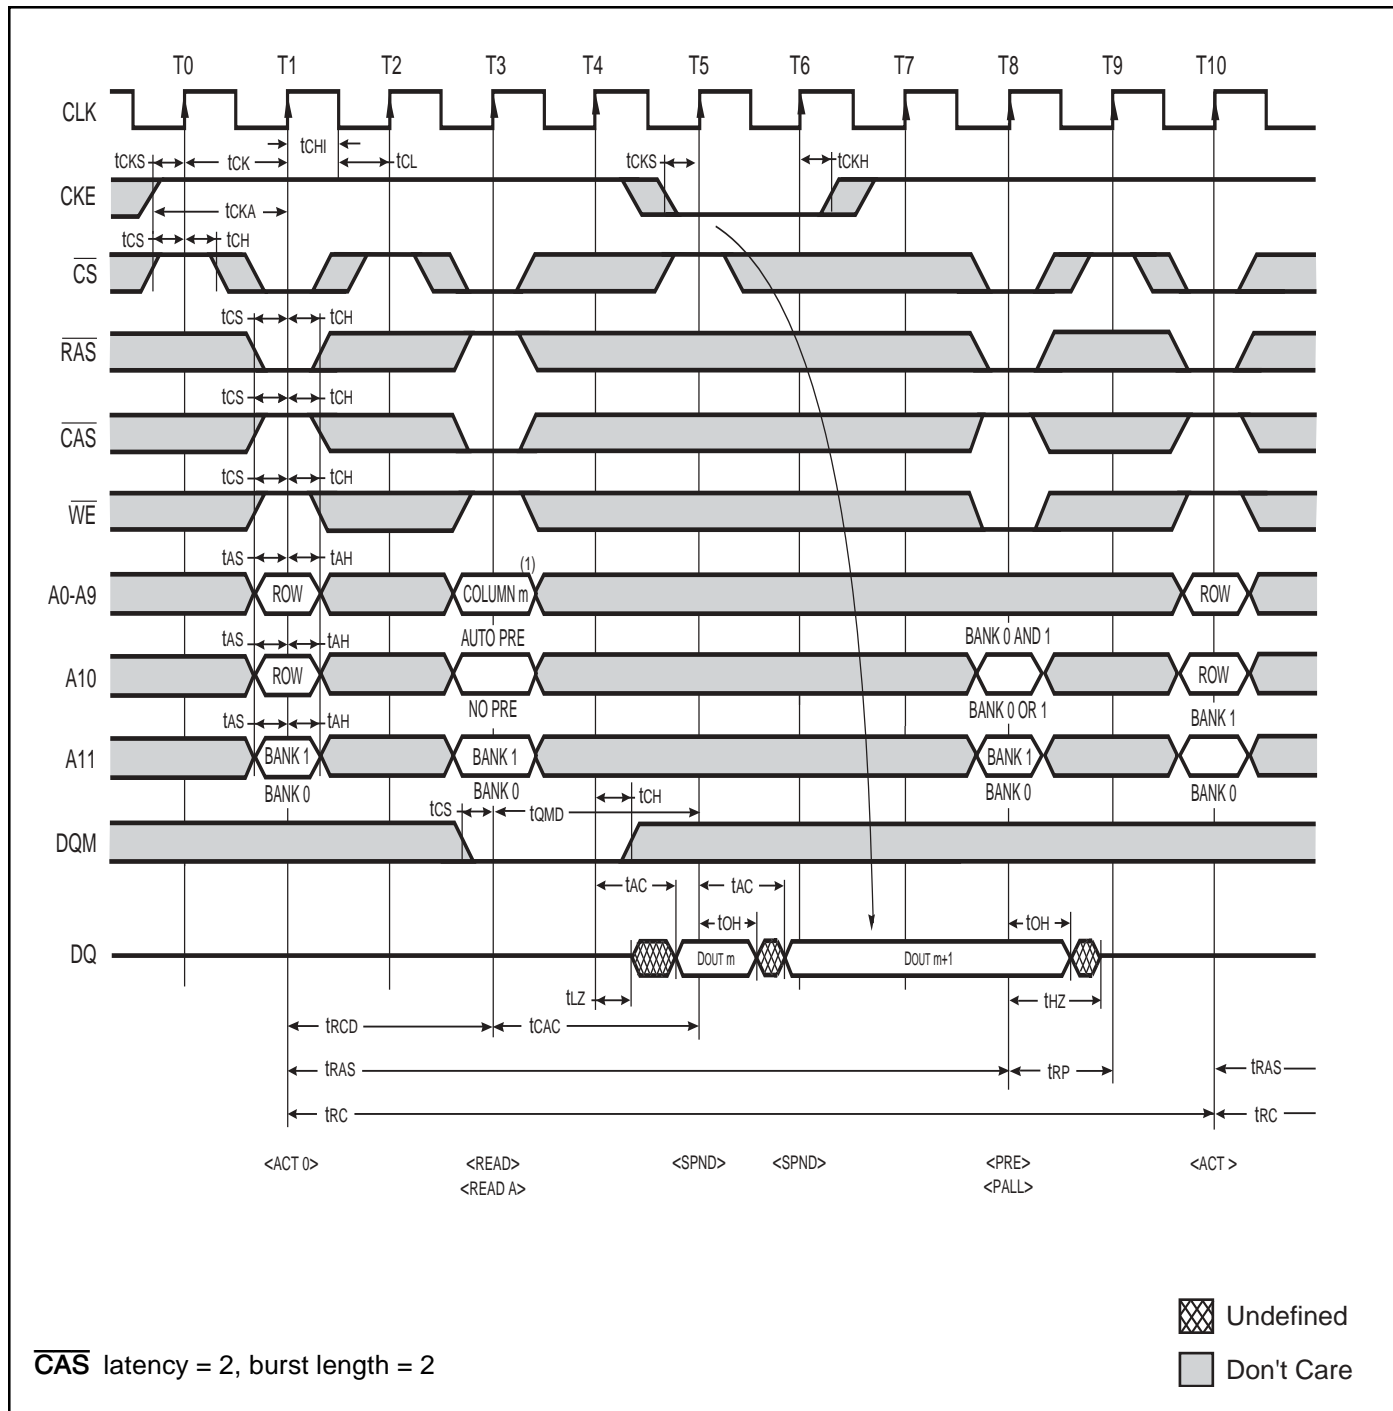 T0 T1 T2 T3 T4 T5 T6 T7 T8 T9 T10
CLK
tCHI
tCKS tCK tCL tCKS tCKH
CKE
tCKA
tCS tCH
CS
tCS tCH
RAS
tCS tCH
CAS
tCS tCH
WE
tAS tAH
(1)
A0-A9 ROW COLUMN m ROW
tAS tAH AUTO PRE BANK 0 AND 1
A10 ROW ROW
NO PRE BANK 0 OR 1
tAS tAH BANK 1
A11 BANK 1 BANK 1 BANK 1
BANK 0 BANK 0 BANK 0 BANK 0
tCS tQMD tCH
DQM
tAC tAC
tOH tOH
DQ DOUT m DOUT m+1
tLZ tHZ
tRCD tCAC
tRAS tRP tRAS
tRC tRC
<ACT 0> <READ> <SPND> <SPND> <PRE> <ACT >
<READ A> <PALL>
Undefined
CAS latency = 2, burst length = 2
Don't Care